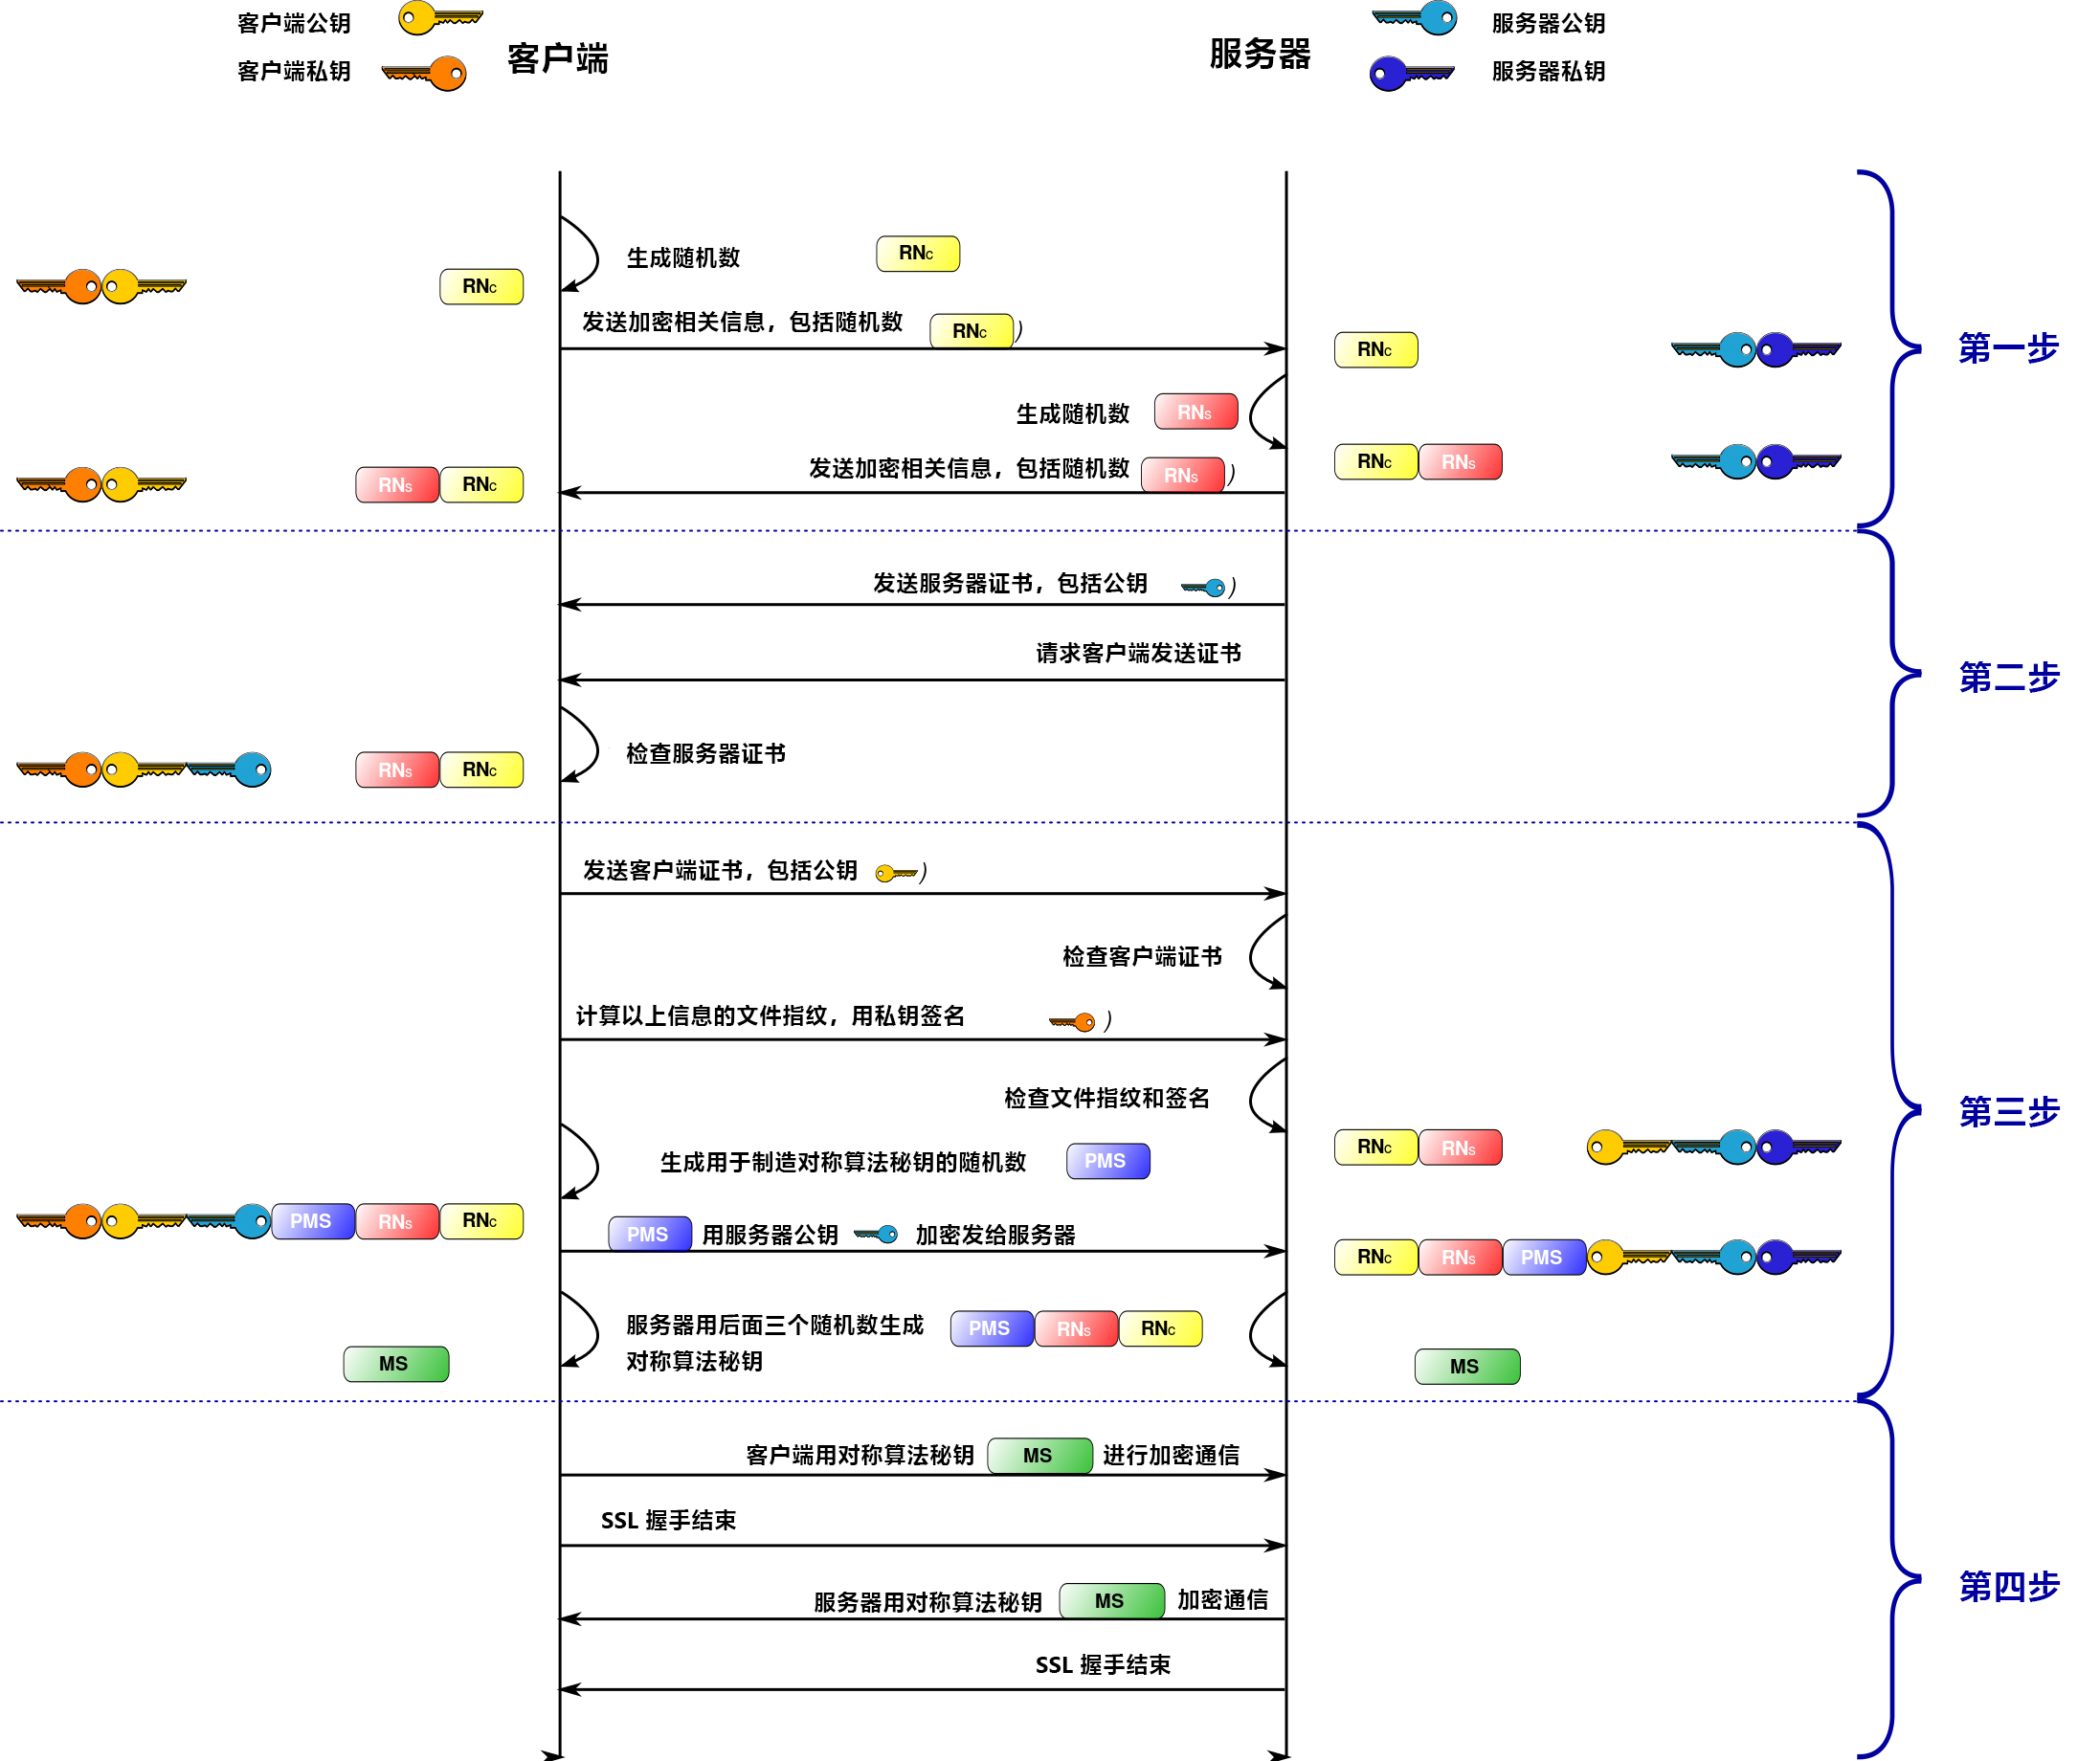 客户端公钥
客户端私钥
客户端
服务器
服务器公钥
服务器私钥
生成随机数
RNC
RNC
发送加密相关信息，包括随机数 RNC )
RNC
第一步
生成随机数 RNS
发送加密相关信息，包括随机数 RNS )
RNC RNS
RNS RNC
发送服务器证书，包括公钥 )
请求客户端发送证书
第二步
检查服务器证书
RNS RNC
发送客户端证书，包括公钥 )
检查客户端证书
计算以上信息的文件指纹，用私钥签名 )
检查文件指纹和签名
第三步
RNC RNS
生成用于制造对称算法秘钥的随机数 PMS
PMS RNS RNC
PMS 用服务器公钥 加密发给服务器
RNC RNS PMS
服务器用后面三个随机数生成 PMS RNS RNC
对称算法秘钥
MS
MS
客户端用对称算法秘钥 MS 进行加密通信
SSL 握手结束
第四步
服务器用对称算法秘钥 MS 加密通信
SSL 握手结束